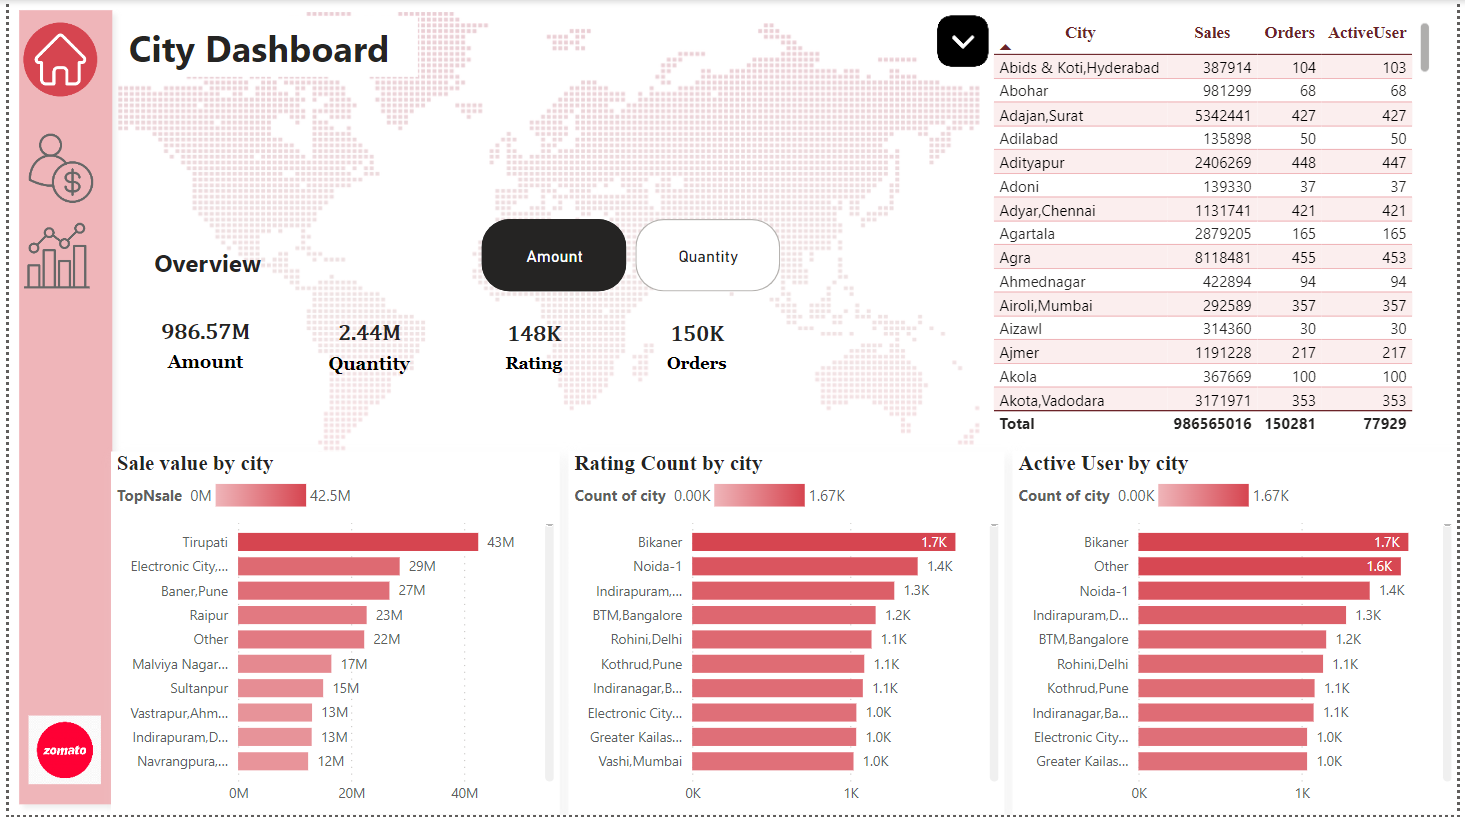 City Dashboard
City Sales Orders ActiveUser
Abids & Koti,Hyderabad 387914 104 103
Abohar 981299 68 68
Adajan,Surat 5342441 427 427
Adilabad 135898 50 50
Adityapur 2406269 448 447
Adoni 139330 37 37
Adyar,Chennai 1131741 421 421
Agartala 2879205 165 165
Agra 8118481 455 453
Ahmednagar 422894 94 94
Airoli,Mumbai 292589 357 357
Aizawl 314360 30 30
Ajmer 1191228 217 217
Akola 367669 100 100
Akota,Vadodara 3171971 353 353
Total 986565016 150281 77929
Amount Quantity
Overview
986.57M 2.44M 148K 150K
Amount Quantity Rating Orders
Sale value by city
TopNsale 0M 42.5M
Tirupati 43M
Electronic City,... 29M
Baner,Pune 27M
Raipur 23M
Other 22M
Malviya Nagar... 17M
Sultanpur 15M
Vastrapur,Ahm... 13M
Indirapuram,D... 13M
Navrangpura,... 12M
0M 20M 40M
Rating Count by city
Count of city 0.00K 1.67K
Bikaner 1.7K
Noida-1 1.4K
Indirapuram,... 1.3K
BTM,Bangalore 1.2K
Rohini,Delhi 1.1K
Kothrud,Pune 1.1K
Indiranagar,B... 1.1K
Electronic City... 1.0K
Greater Kailas... 1.0K
Vashi,Mumbai 1.0K
0K 1K
Active User by city
Count of city 0.00K 1.67K
Bikaner 1.7K
Other 1.6K
Noida-1 1.4K
Indirapuram,D... 1.3K
BTM,Bangalore 1.2K
Rohini,Delhi 1.1K
Kothrud,Pune 1.1K
Indiranagar,Ba... 1.1K
Electronic City... 1.0K
Greater Kailas... 1.0K
0K 1K
zomato